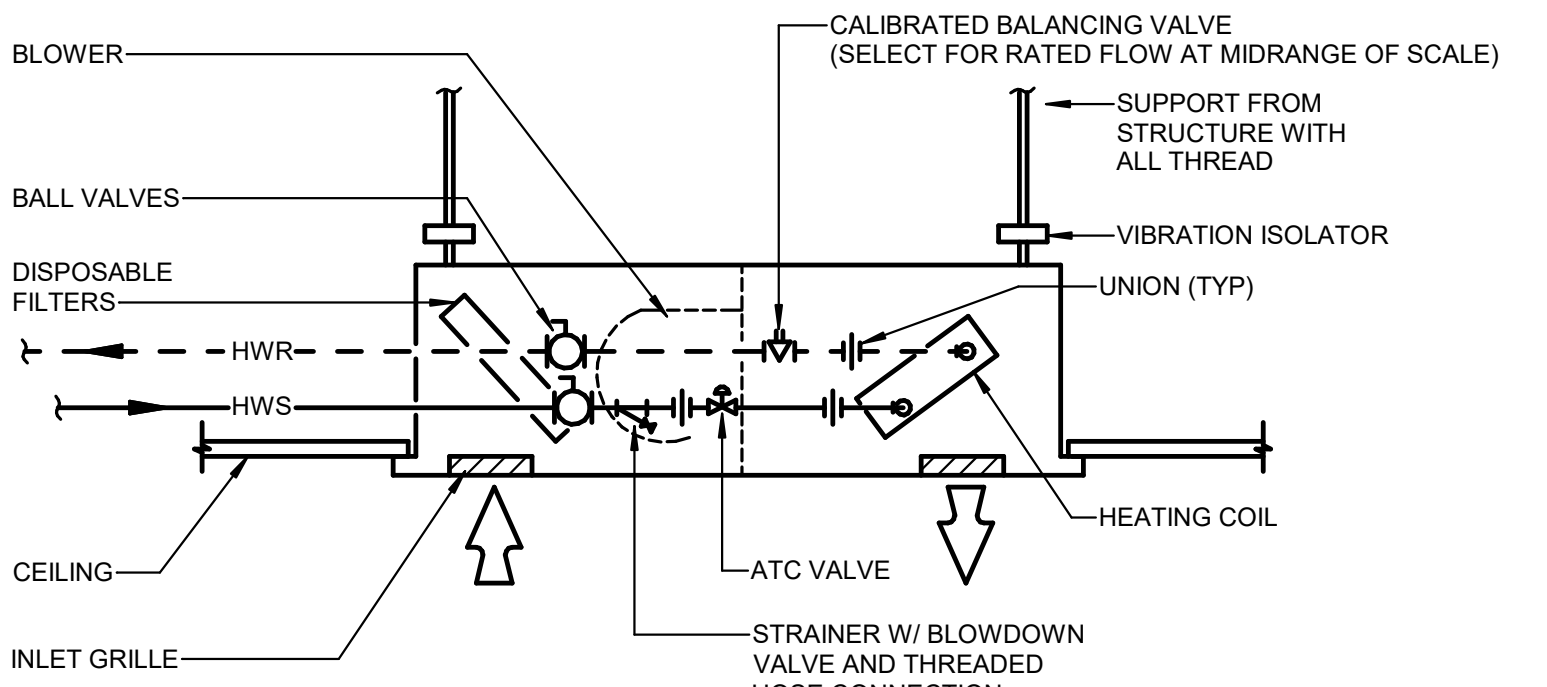 CALIBRATED BALANCING VALVE
(SELECT FOR RATED FLOW AT MIDRANGE OF SCALE)
BLOWER
SUPPORT FROM
STRUCTURE WITH
ALL THREAD
BALL VALVES
VIBRATION ISOLATOR
DISPOSABLE
FILTERS
UNION (TYP)
HWR
HWS
HEATING COIL
CEILING
ATC VALVE
STRAINER W/ BLOWDOWN
VALVE AND THREADED
HOSE CONNECTION
INLET GRILLE